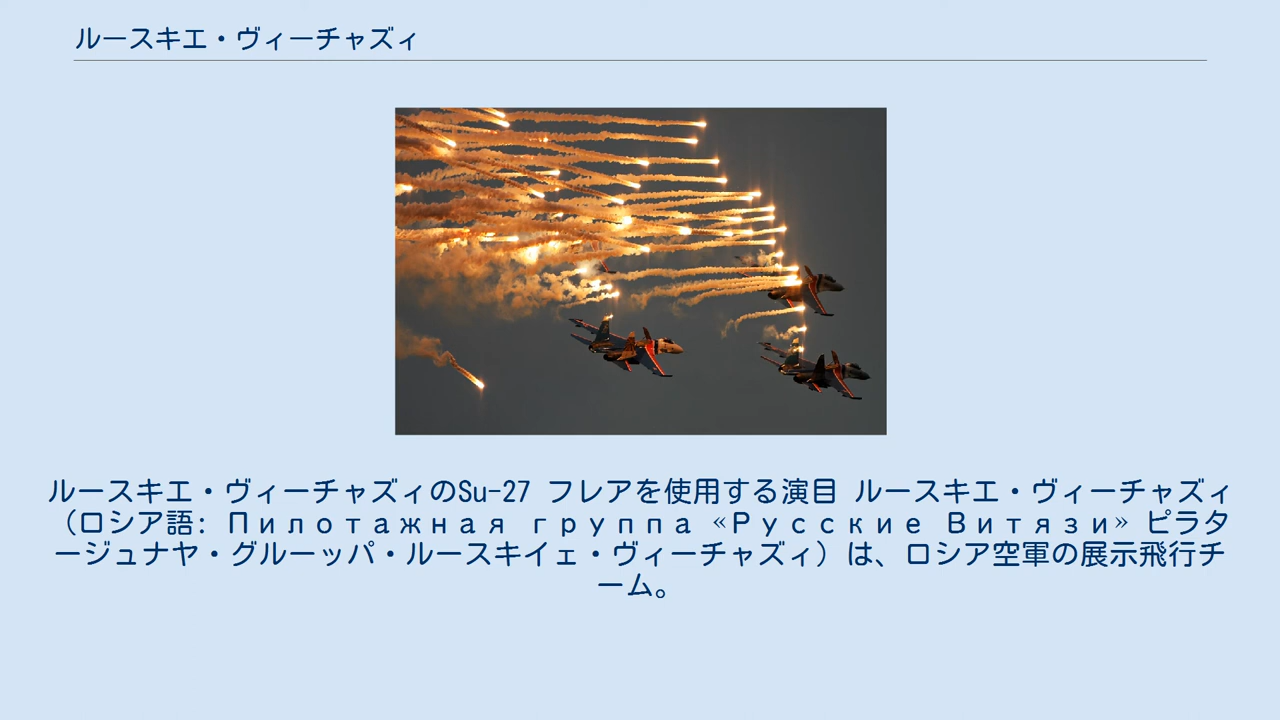 ルースキエ・ヴィーチャズィ
ルースキエ・ヴィーチャズィのSu-27 フレアを使用する演目 ルースキエ・ヴィーチャズィ
（ロシア語: Пилотажная группа «Русские Витязи» ピラタ
ージュナヤ・グルーッパ・ルースキイェ・ヴィーチャズィ）は、ロシア空軍の展示飛行チ
ーム。